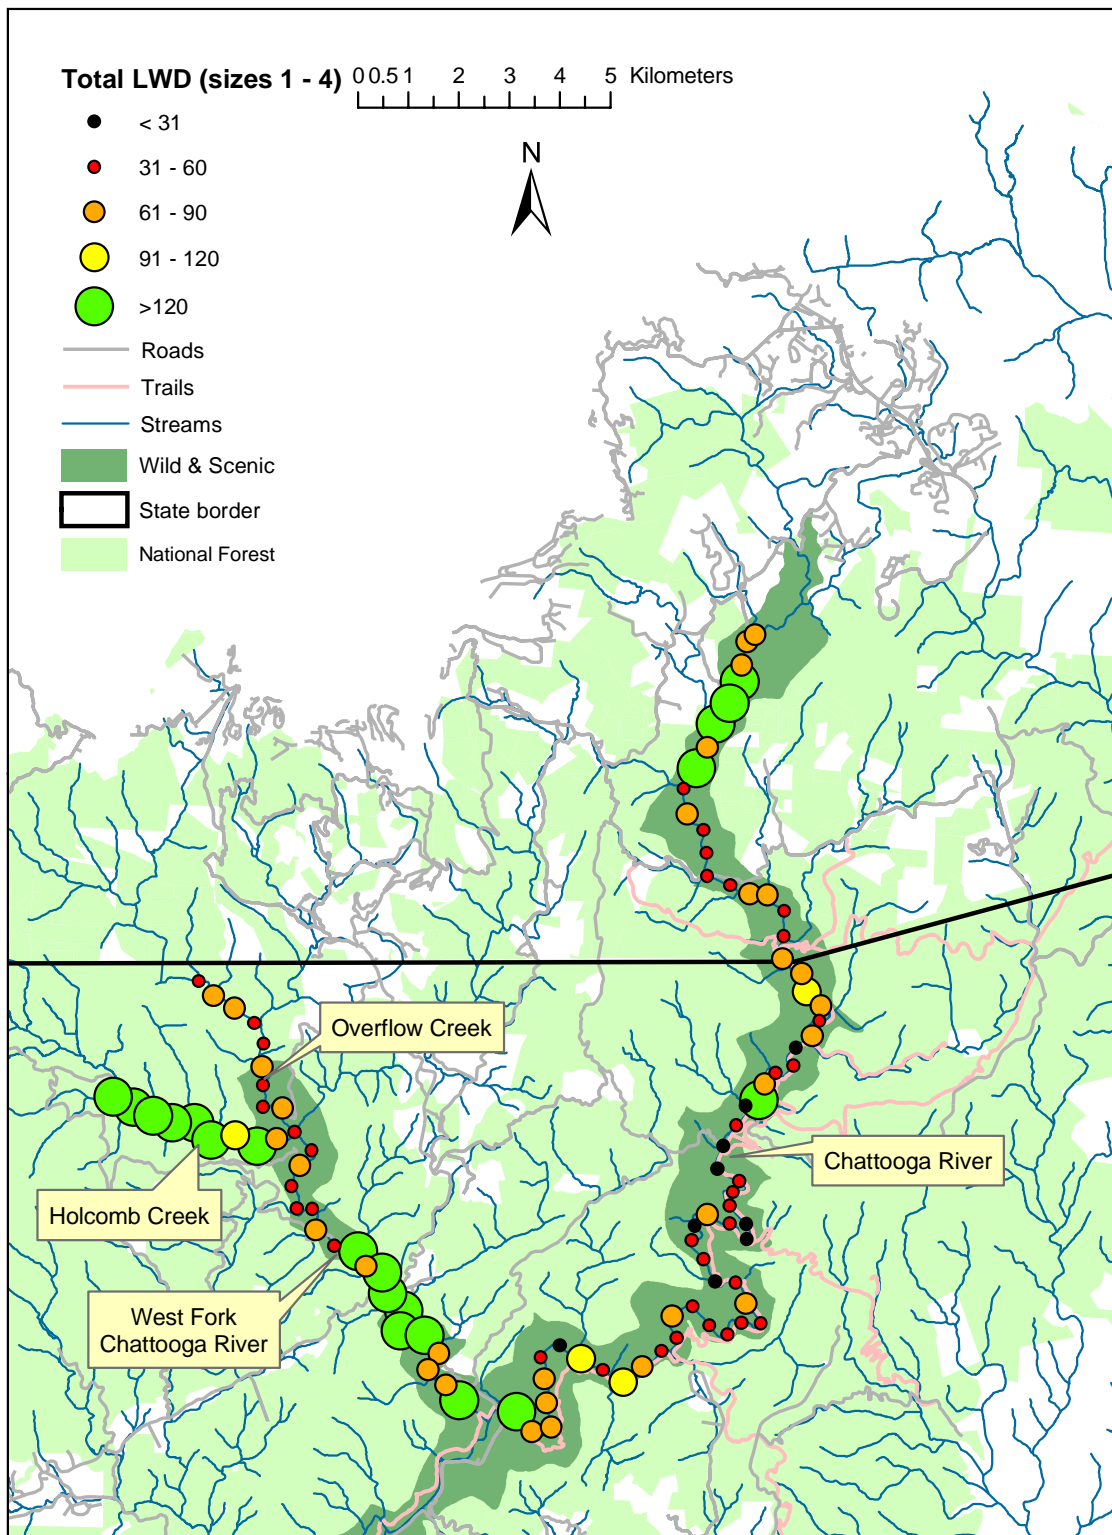 Total LWD (sizes 1 - 4)
0 0.5 1 2 3 4 5 Kilometers
< 31
31 - 60
61 - 90
91 - 120
>120
Roads
Trails
Streams
Wild & Scenic
State border
National Forest
N
Overflow Creek
Chattooga River
Holcomb Creek
West Fork
Chattooga River